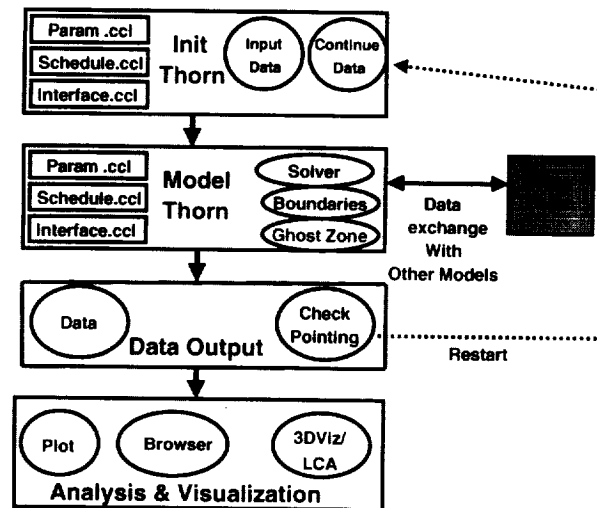 Param .ccl
Schedule.ccl
Interface.ccl
Init
Thorn
Input
Data
Continue
Data
Param .ccl
Schedule.ccl
Interface.ccl
Model
Thorn
Solver
Boundaries
Ghost Zone
Data
exchange
With
Other Models
Data
Check
Pointing
Data Output
Restart
Plot
Browser
3DViz/
LCA
Analysis & Visualization